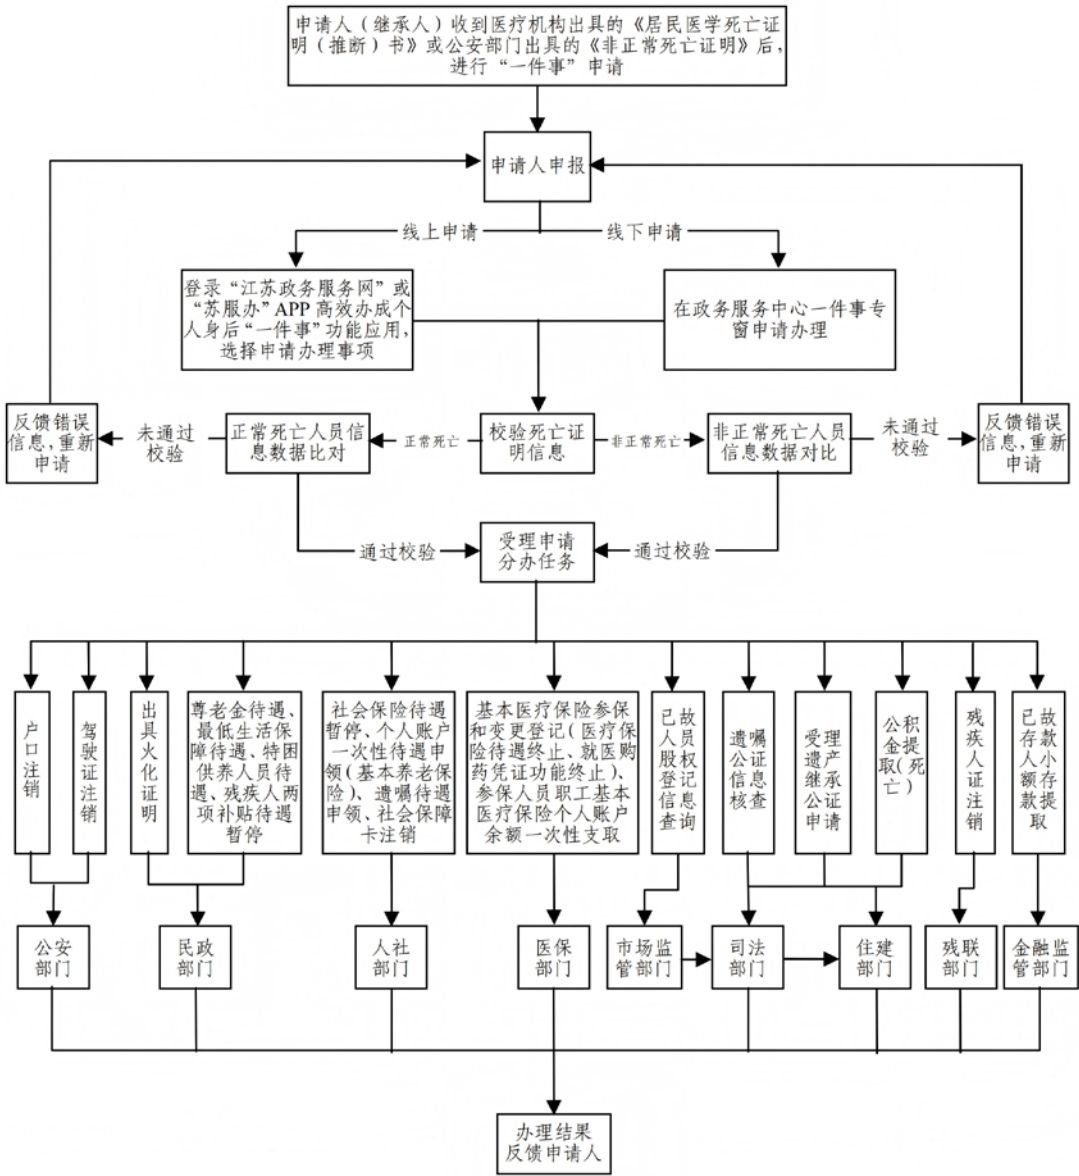 申请人（继承人）收到医疗机构出具的《居民医学死亡证
明（推断）书》或公安部门出具的《非正常死亡证明》后，
进行“一件事”申请
申请人申报
线上申请
线下申请
登录“江苏政务服务网”或
“苏服办”APP 高效办成个
人身后“一件事”功能应用，
选择申请办理事项
在政务服务中心一件事专
窗申请办理
反馈错误
信息，重新
申请
未通过
校验
正常死亡人员信
息数据比对
正常死亡
校验死亡证
明信息
非正常死亡
非正常死亡人员
信息数据对比
未通过
校验
反馈错误
信息，重新
申请
通过校验
受理申请
分办任务
通过校验
户口注销
驾驶证注销
出具火化证明
尊老金待遇、
最低生活保
障待遇、特困
供养人员待
遇、残疾人两
项补贴待遇
暂停
社会保险待遇
暂停、个人账户
一次性待遇申
领（基本养老保
险）、遗嘱待遇
申领、社会保障
卡注销
基本医疗保险参保
和变更登记（医疗保
险待遇终止、就医购
药凭证功能终止）、
参保人员职工基本
医疗保险个人账户
余额一次性支取
已故
人员
股权
登记
信息
查询
遗嘱
公证
信息
核查
受理
遗产
继承
公证
申请
公积
金提
取（死
亡）
残疾人证注销
已故
存款
人小
额存
款提
取
公安
部门
民政
部门
人社
部门
医保
部门
市场监
管部门
司法
部门
住建
部门
残联
部门
金融监
管部门
办理结果
反馈申请人